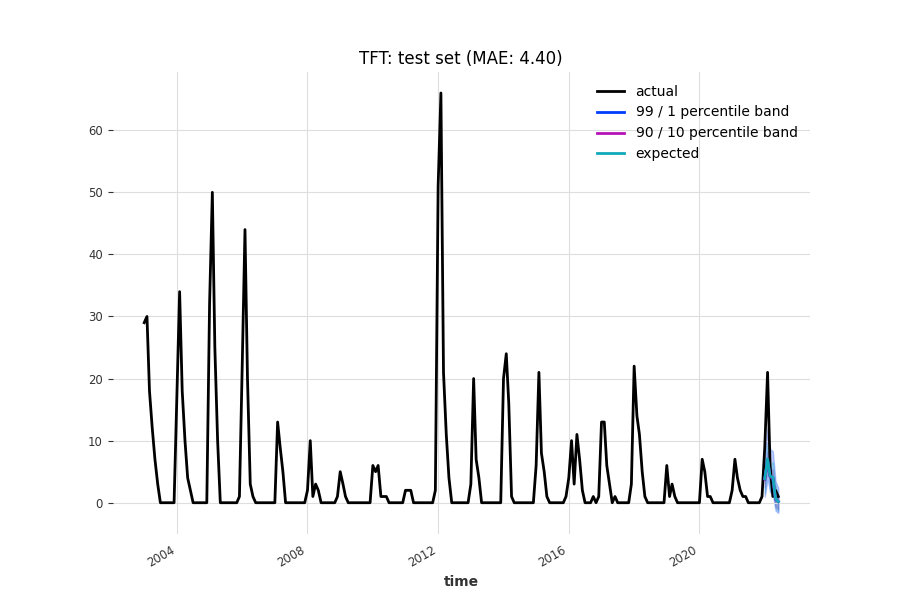 TFT: test set (MAE: 4.40)
actual
99 / 1 percentile band
90 / 10 percentile band
expected
60
50
40
30
20
10
0
2004
2008
2012
2016
2020
time